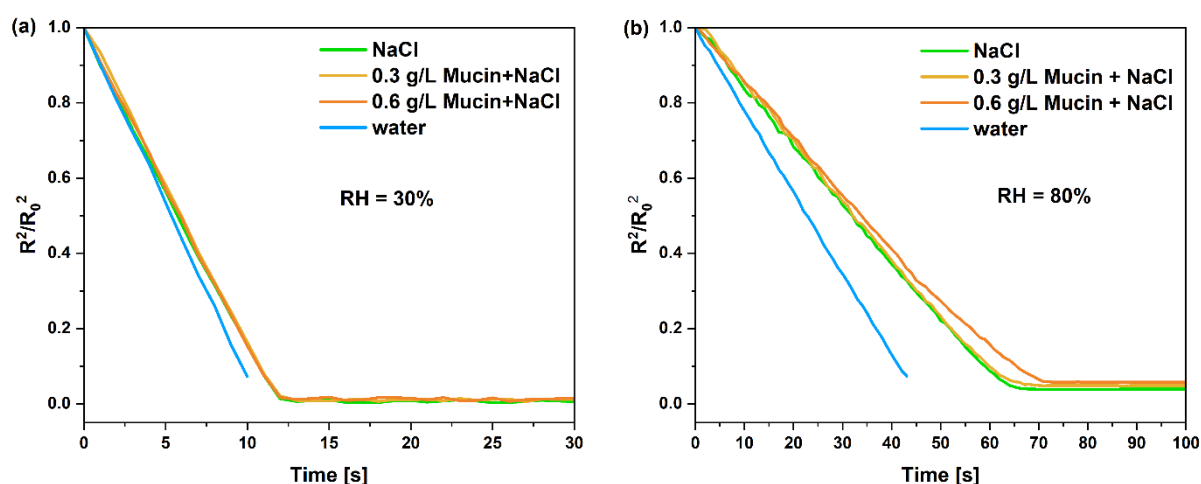 (a)
1.0
0.8
0.6
0.4
0.2
0.0
R²/R₀²
NaCl
0.3 g/L Mucin+NaCl
0.6 g/L Mucin+NaCl
water
RH = 30%
0 5 10 15 20 25 30
Time [s]
(b)
1.0
0.8
0.6
0.4
0.2
0.0
R²/R₀²
NaCl
0.3 g/L Mucin + NaCl
0.6 g/L Mucin + NaCl
water
RH = 80%
0 10 20 30 40 50 60 70 80 90 100
Time [s]